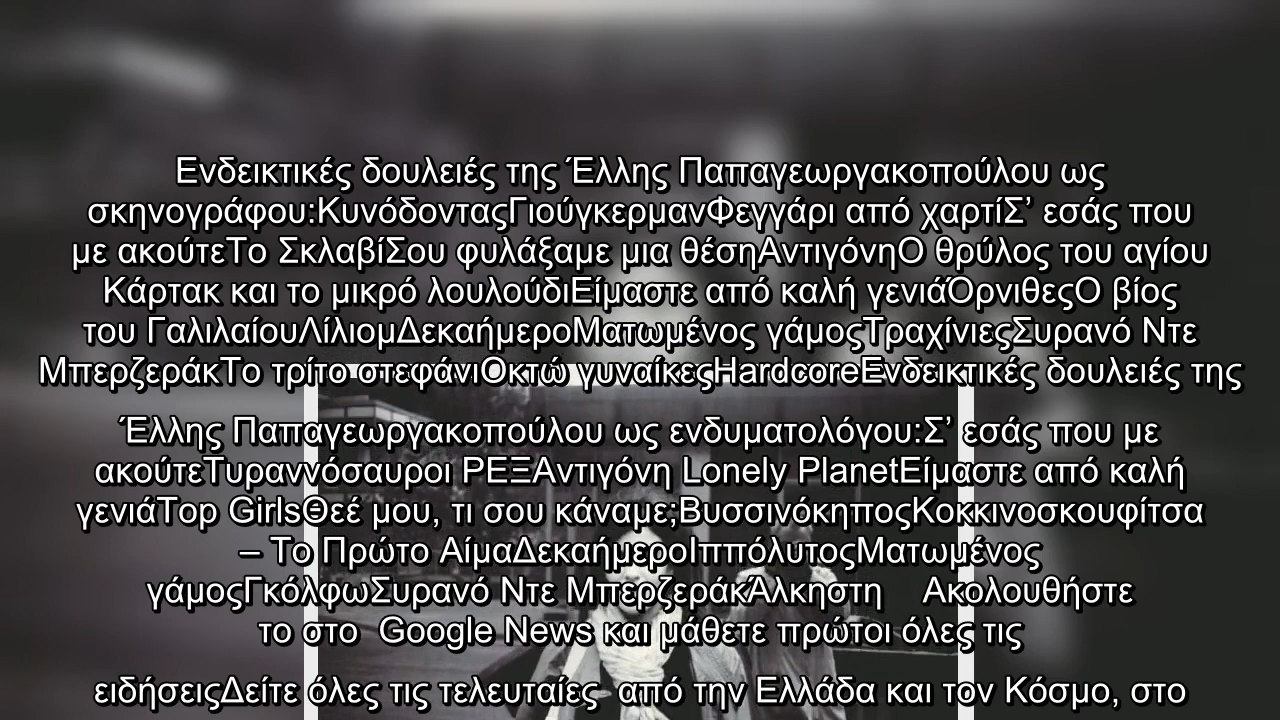 Ενδεικτικές δουλειές της Έλλης Παπαγεωργακοπούλου ως
σκηνογράφου:ΚυνόδονταςΓιούγκερμανΦεγγάρι από χαρτίΣ’ εσάς που
με ακούτεΤο ΣκλαβίΣου φυλάξαμε μια θέσηΑντιγόνηΟ θρύλος του αγίου
Κάρτακ και το μικρό λουλούδιΕίμαστε από καλή γενιάΌρνιθεςΟ βίος
του ΓαλιλαίουΛίλιομΔεκαήμεροΜατωμένος γάμοςΤραχίνιεςΣυρανό Ντε
ΜπερζεράκΤο τρίτο στεφάνιΟκτώ γυναίκεςHardcoreΕνδεικτικές δουλειές της
Έλλης Παπαγεωργακοπούλου ως ενδυματολόγου:Σ’ εσάς που με
ακούτεΤυραννόσαυροι ΡΕΞΑντιγόνη Lonely PlanetΕίμαστε από καλή
γενιάTop GirlsΘεέ μου, τι σου κάναμε;ΒυσσινόκηποςΚοκκινοσκουφίτσα
– Το Πρώτο ΑίμαΔεκαήμεροΙππόλυτοςΜατωμένος
γάμοςΓκόλφωΣυρανό Ντε ΜπερζεράκΆλκηστη    Ακολουθήστε
το στο  Google News και μάθετε πρώτοι όλες τις
ειδήσειςΔείτε όλες τις τελευταίες  από την Ελλάδα και τον Κόσμο, στο